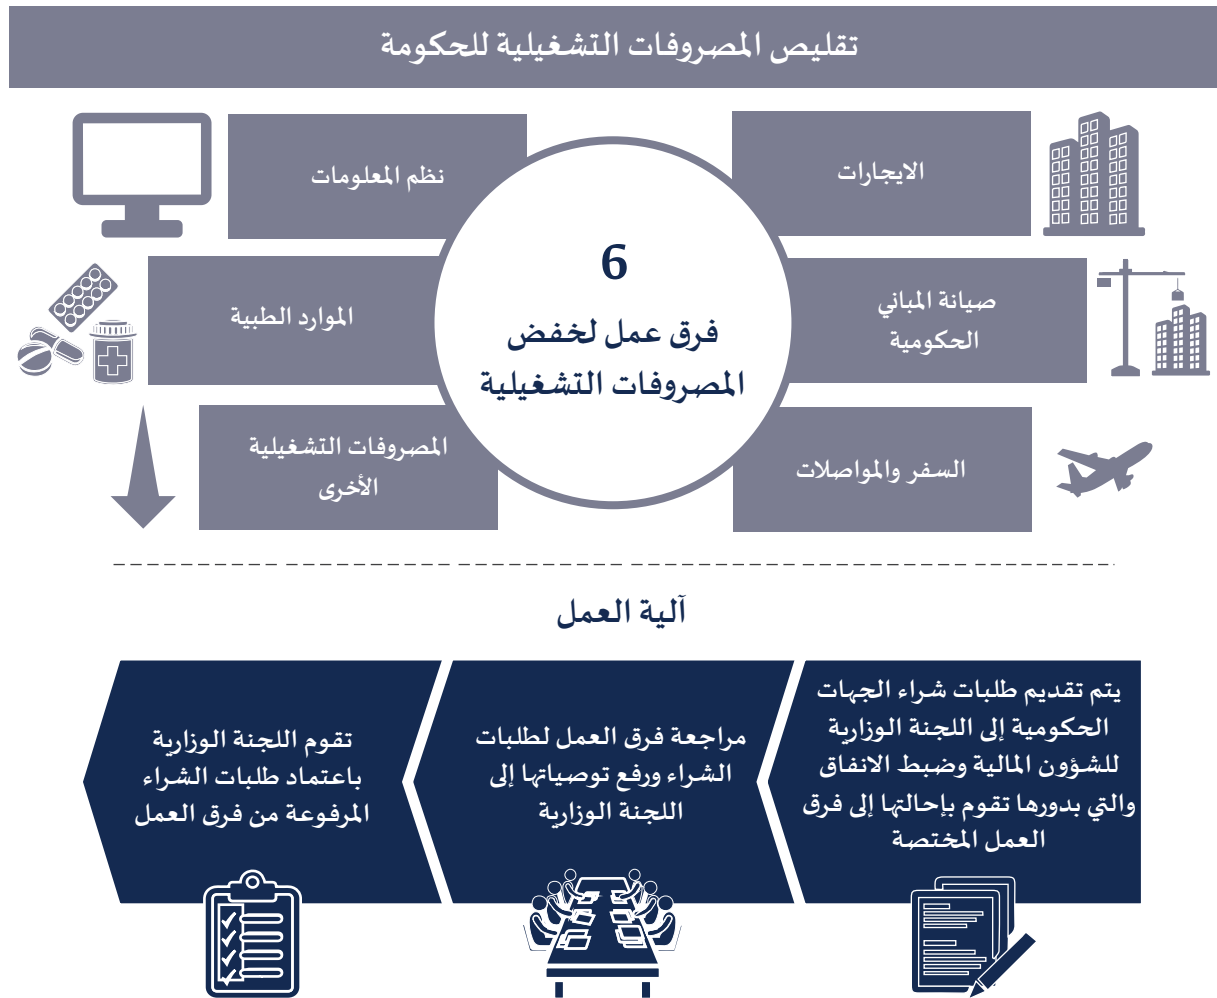 تقليص المصروفات التشغيلية للحكومة
الايجارات
نظم المعلومات
6
فرق عمل لخفض
المصروفات التشغيلية
صيانة المباني
الحكومية
الموارد الطبية
السفر والمواصلات
المصروفات التشغيلية
الأخرى
آلية العمل
يتم تقديم طلبات شراء الجهات
الحكومية إلى اللجنة الوزارية
للشؤون المالية وضبط الانفاق
والتي بدورها تقوم بإحالتها إلى فرق
العمل المختصة
مراجعة فرق العمل لطلبات
الشراء ورفع توصياتها إلى
اللجنة الوزارية
تقوم اللجنة الوزارية
باعتماد طلبات الشراء
المرفوعة من فرق العمل